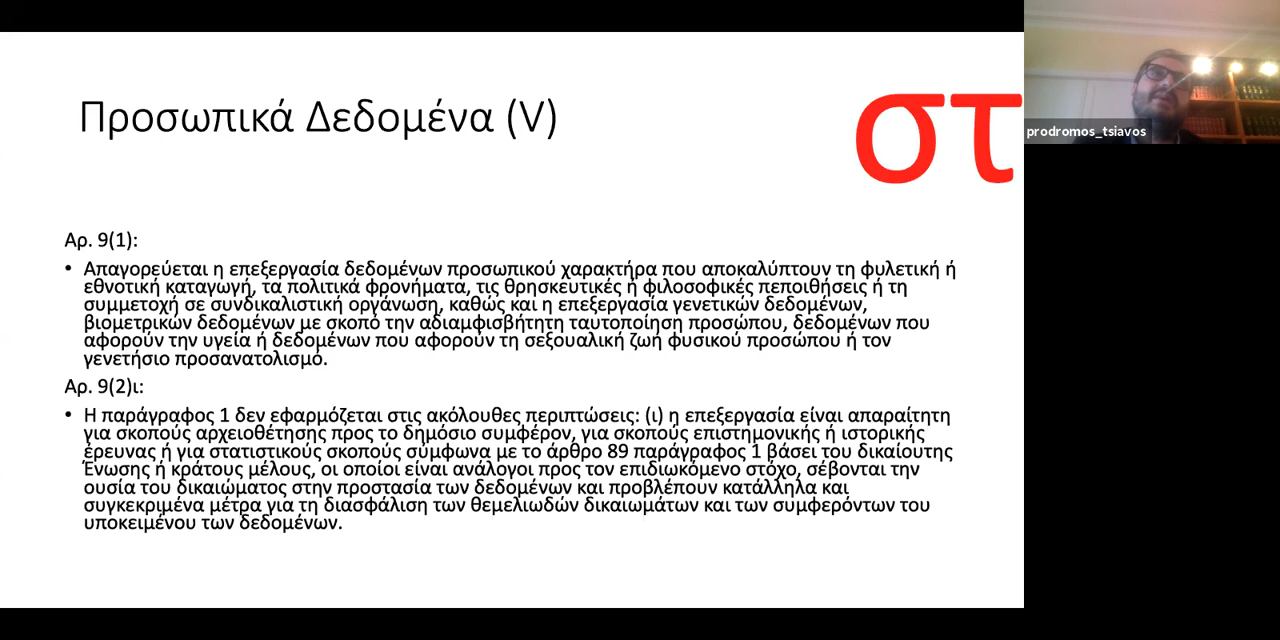 Προσωπικά Δεδομένα (V)
στ
prodromos_tsiavos
Αρ. 9(1):
• Απαγορεύεται η επεξεργασία δεδομένων προσωπικού χαρακτήρα που αποκαλύπτουν τη φυλετική ή
εθνοτική καταγωγή, τα πολιτικά φρονήματα, τις θρησκευτικές ή φιλοσοφικές πεποιθήσεις ή τη
συμμετοχή σε συνδικαλιστική οργάνωση, καθώς και η επεξεργασία γενετικών δεδομένων,
βιομετρικών δεδομένων με σκοπό την αδιαμφισβήτητη ταυτοποίηση προσώπου, δεδομένων που
αφορούν την υγεία ή δεδομένων που αφορούν τη σεξουαλική ζωή φυσικού προσώπου ή τον
γενετήσιο προσανατολισμό.
Αρ. 9(2)ι:
• Η παράγραφος 1 δεν εφαρμόζεται στις ακόλουθες περιπτώσεις: (ι) η επεξεργασία είναι απαραίτητη
για σκοπούς αρχειοθέτησης προς το δημόσιο συμφέρον, για σκοπούς επιστημονικής ή ιστορικής
έρευνας ή για στατιστικούς σκοπούς σύμφωνα με το άρθρο 89 παράγραφος 1 βάσει του δικαίουτης
Ένωσης ή κράτους μέλους, οι οποίοι είναι ανάλογοι προς τον επιδιωκόμενο στόχο, σέβονται την
ουσία του δικαιώματος στην προστασία των δεδομένων και προβλέπουν κατάλληλα και
συγκεκριμένα μέτρα για τη διασφάλιση των θεμελιωδών δικαιωμάτων και των συμφερόντων του
υποκειμένου των δεδομένων.